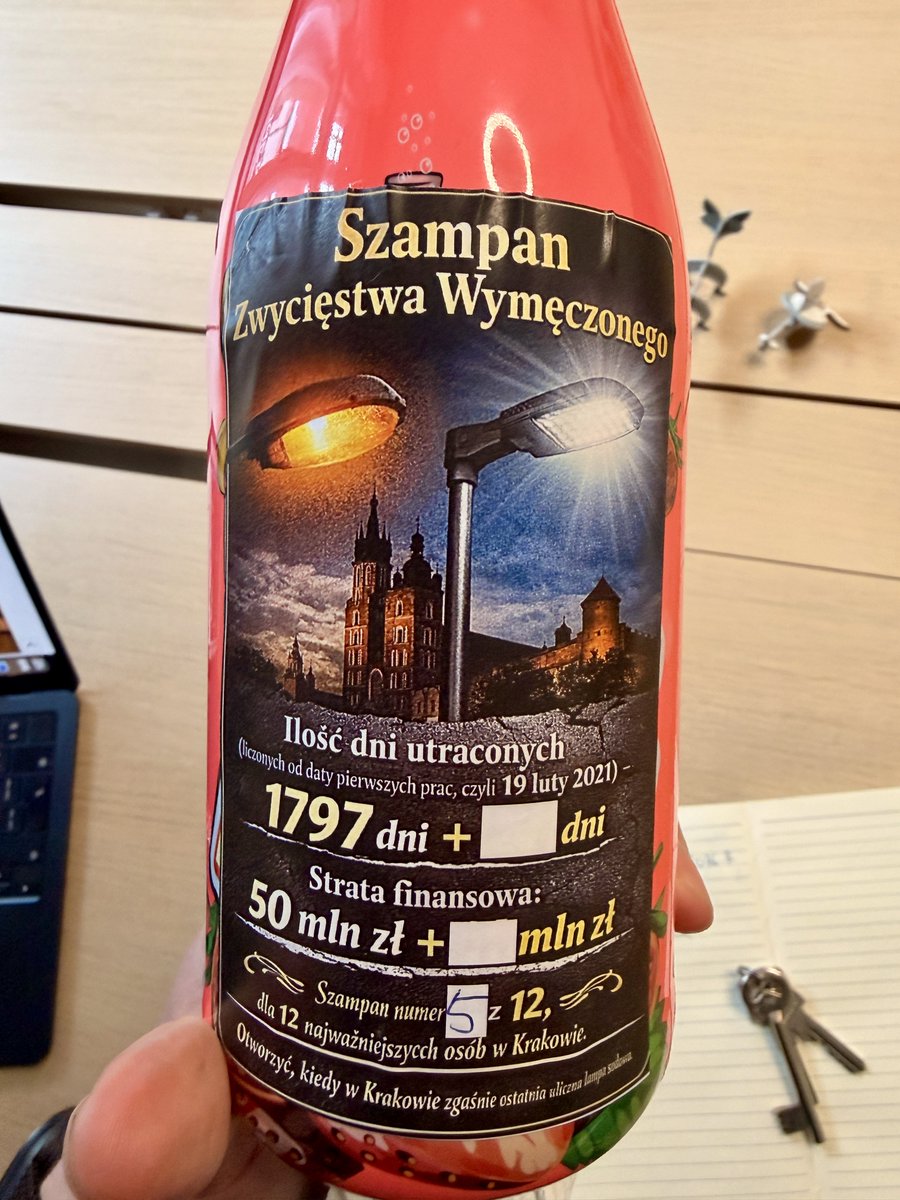 Szampan
Zwycięstwa Wymęczonego
Ilość dni utraconych
(liczonych od daty pierwszych prac, czyli 19 luty 2021) –
1797 dni + dni
Strata finansowa:
50 mln zł + mln zł
Szampan numer 5 z 12,
dla 12 najważniejszycch osób w Krakowie.
Otworzyć, kiedy w Krakowie zgaśnie ostatnia uliczna lampa sodowa.